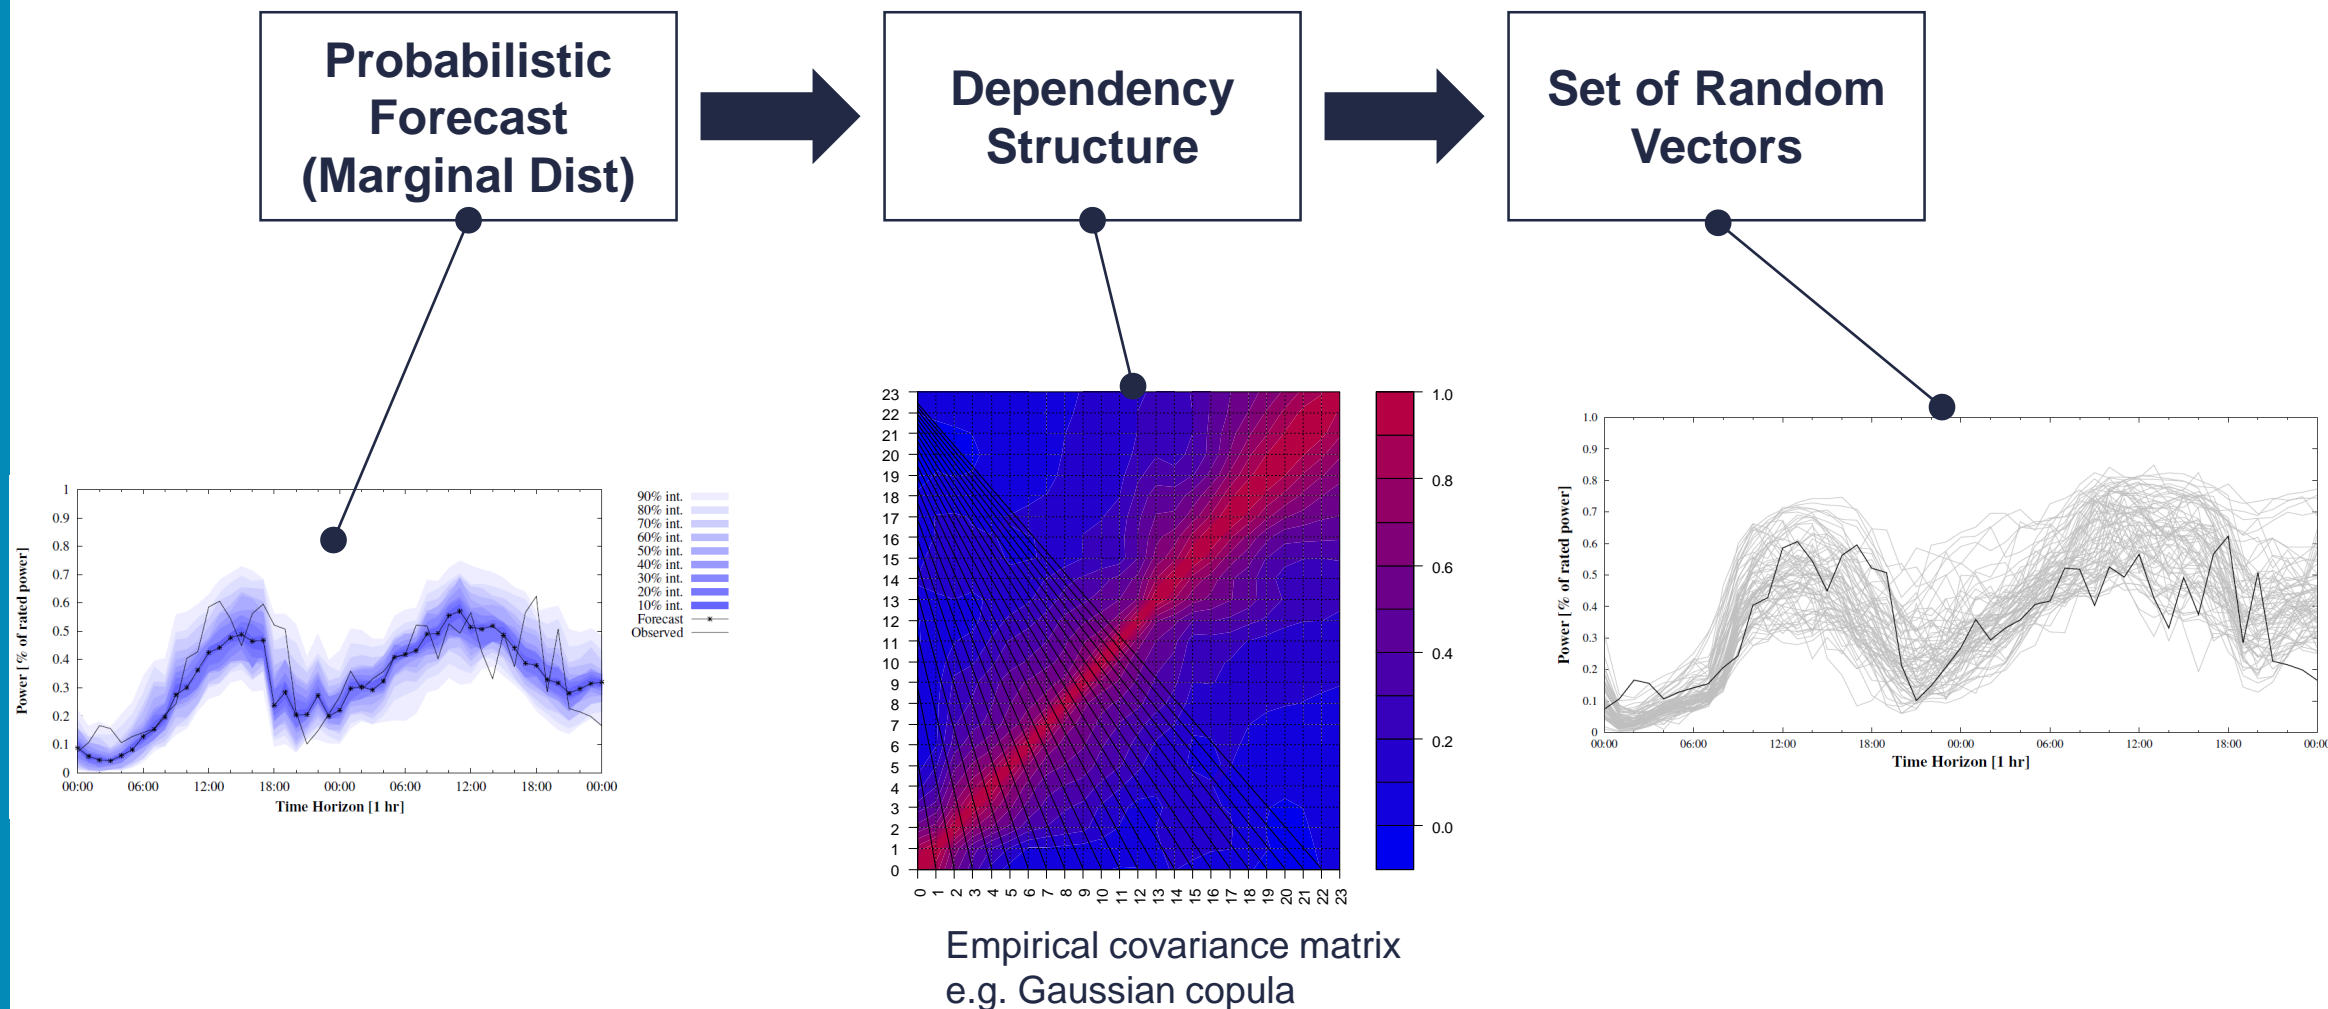 Probabilistic
Forecast
(Marginal Dist)
Dependency
Structure
Set of Random
Vectors
Power [% of rated power]
1
0.9
0.8
0.7
0.6
0.5
0.4
0.3
0.2
0.1
0
00:00 06:00 12:00 18:00 00:00 06:00 12:00 18:00 00:00
Time Horizon [1 hr]
90% int.
80% int.
70% int.
60% int.
50% int.
40% int.
30% int.
20% int.
10% int.
Forecast
Observed
23
22
21
20
19
18
17
16
15
14
13
12
11
10
9
8
7
6
5
4
3
2
1
0
0 1 2 3 4 5 6 7 8 9 10 11 12 13 14 15 16 17 18 19 20 21 22 23
1.0
0.8
0.6
0.4
0.2
0.0
Empirical covariance matrix
e.g. Gaussian copula
Power [% of rated power]
1.0
0.9
0.8
0.7
0.6
0.5
0.4
0.3
0.2
0.1
0
00:00 06:00 12:00 18:00 00:00 06:00 12:00 18:00 00:00
Time Horizon [1 hr]